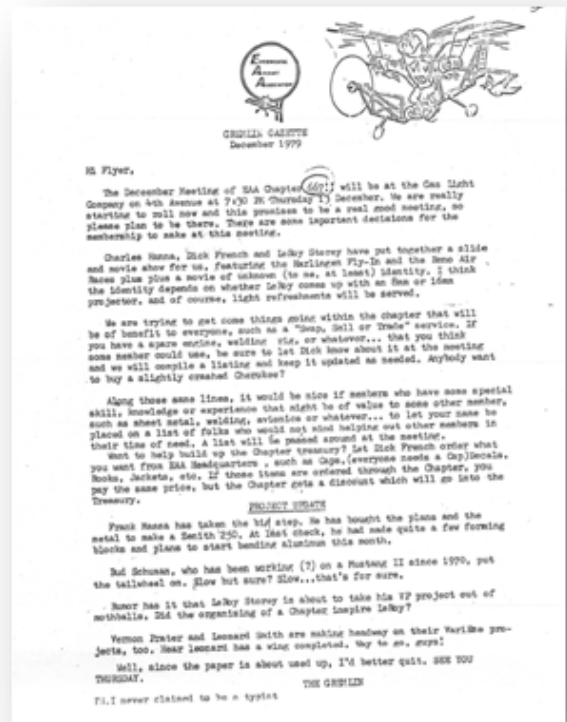 EXPERIMENTAL
AIRCRAFT
ASSOCIATION
GREMLIN GAZETTE
December 1979
Hi Flyer,
The December Meeting of EAA Chapter 667!! will be at the Gas Light
Company on 4th Avenue at 7:30 PM Thursday 13 December. We are really
starting to roll now and this promises to be a real good meeting, so
please plan to be there. There are some important decisions for the
membership to make at this meeting.
Charles Hanna, Dick French and LeRoy Storey have put together a slide
and movie show for us, featuring the Harlingen Fly-In and the Reno Air
Races plus plus a movie of unknown (to me, at least) identity. I think
the identity depends on whether LeRoy comes up with an 8mm or 16mm
projector. and of course, light refreshments will be served.
We are trying to get some things going within the chapter that will
be of benefit to everyone, such as a "Swap, Sell or Trade" service. If
you have a spare engine, welding rig, or whatever... that you think
some member could use, be sure to let Dick know about it at the meeting
and we will compile a listing and keep it updated as needed. Anybody want
to buy a slightly crashed Cherokee?
Along those same lines, it would be nice if members who have some special
skill, knowledge or experience that might be of value to some other member,
such as sheet metal, welding, avionics or whatever... to let your name be
placed on a list of folks who would not mind helping out other members in
their time of need. A list will be passed around at the meeting.
Want to help build up the Chapter treasury? Let Dick French order what
you want from EAA Headquarters , such as Caps,(everyone needs a Cap)Decals,
Books, Jackets, etc. If those items are ordered through the Chapter, you
pay the same price, but the Chapter gets a discount which will go into the
Treasury.
PROJECT UPDATE
Frank Hanna has taken the big step. He has bought the plans and the
metal to make a Zenith 250. At last check, he had made quite a few forming
blocks and plans to start bending aluminum this month.
Bud Schuman, who has been working (?) on a Mustang II since 1970, put
the tailwheel on. Slow but sure? Slow...that's for sure.
Rumor has it that LeRoy Storey is about to take his VP project out of
mothballs. Did the organizing of a Chapter inspire LeRoy?
Vernon Prater and Leonard Smith are making headway on their VariEze pro-
jects, too. Hear Leonard has a wing completed. Way to go, guys!
Well, since the paper is about used up, I'd better quit. SEE YOU
THURSDAY.
THE GREMLIN
PS.I never claimed to be a typist